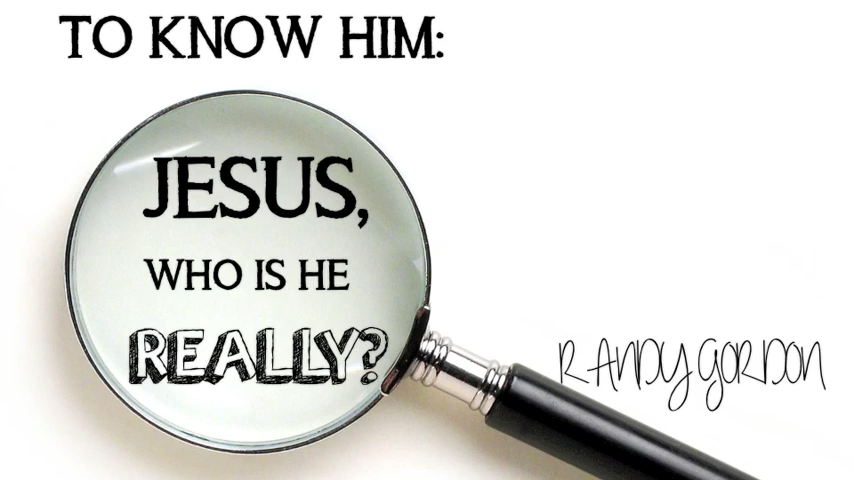 TO KNOW HIM:
JESUS,
WHO IS HE
REALLY?
RANDY GORDON